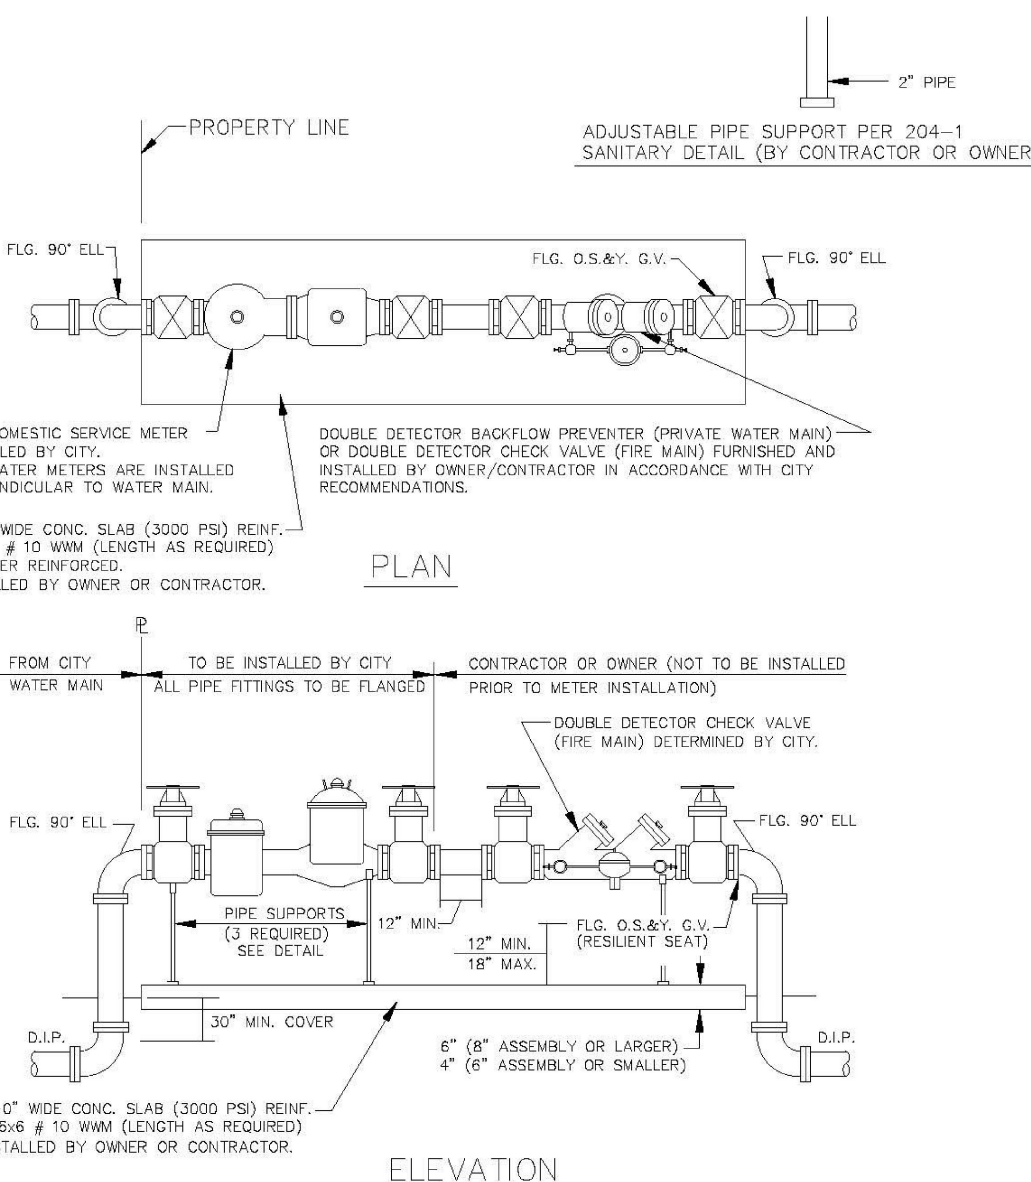 2" PIPE
ADJUSTABLE PIPE SUPPORT PER 204-1
SANITARY DETAIL (BY CONTRACTOR OR OWNER
PROPERTY LINE
FLG. 90° ELL
FLG. O.S.&Y. G.V.
FLG. 90° ELL
OMESTIC SERVICE METER
LED BY CITY.
ATER METERS ARE INSTALLED
NDICULAR TO WATER MAIN.
DOUBLE DETECTOR BACKFLOW PREVENTER (PRIVATE WATER MAIN)
OR DOUBLE DETECTOR CHECK VALVE (FIRE MAIN) FURNISHED AND
INSTALLED BY OWNER/CONTRACTOR IN ACCORDANCE WITH CITY
RECOMMENDATIONS.
WIDE CONC. SLAB (3000 PSI) REINF.
# 10 WWM (LENGTH AS REQUIRED)
ER REINFORCED.
LLED BY OWNER OR CONTRACTOR.
PLAN
PL
FROM CITY
WATER MAIN
TO BE INSTALLED BY CITY
ALL PIPE FITTINGS TO BE FLANGED
CONTRACTOR OR OWNER (NOT TO BE INSTALLED
PRIOR TO METER INSTALLATION)
DOUBLE DETECTOR CHECK VALVE
(FIRE MAIN) DETERMINED BY CITY.
FLG. 90° ELL
FLG. 90° ELL
PIPE SUPPORTS
(3 REQUIRED)
SEE DETAIL
12" MIN.
12" MIN.
18" MAX.
FLG. O.S.&Y. G.V.
(RESILIENT SEAT)
30" MIN. COVER
D.I.P.
6" (8" ASSEMBLY OR LARGER)
4" (6" ASSEMBLY OR SMALLER)
D.I.P.
0" WIDE CONC. SLAB (3000 PSI) REINF.
6x6 # 10 WWM (LENGTH AS REQUIRED)
STALLED BY OWNER OR CONTRACTOR.
ELEVATION